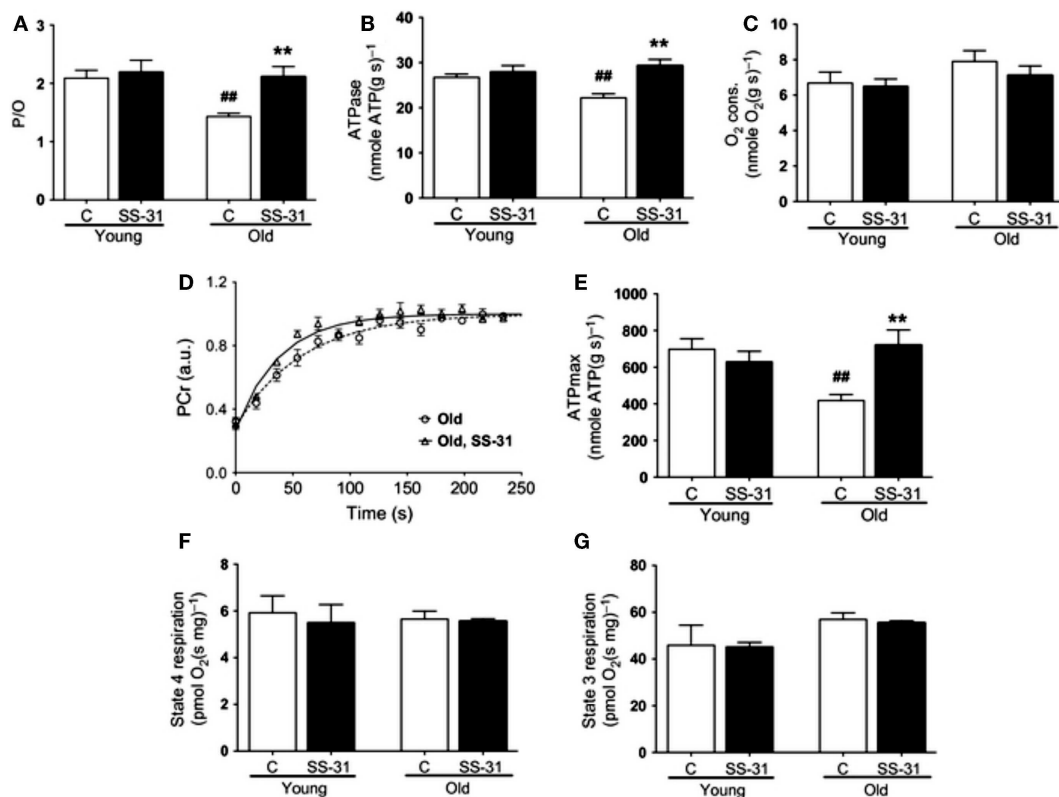 A
P/O
3
2
1
0
**
##
C SS-31 C SS-31
Young Old
B
ATPase
(nmole ATP(g s)⁻¹
40
30
20
10
0
**
##
C SS-31 C SS-31
Young Old
C
O₂ cons.
nmole O₂(g s)⁻¹
10
8
6
4
2
0
C SS-31 C SS-31
Young Old
D
PCr (a.u.)
1.2
0.8
0.4
0.0
Old
Old, SS-31
0 50 100 150 200 250
Time (s)
E
ATPmax
(nmole ATP(g s)⁻¹
1000
800
600
400
200
0
**
##
C SS-31 C SS-31
Young Old
F
State 4 respiration
(pmol O₂(s mg)⁻¹
8
6
4
2
0
C SS-31 C SS-31
Young Old
G
State 3 respiration
(pmol O₂(s mg)⁻¹
80
60
40
20
0
C SS-31 C SS-31
Young Old